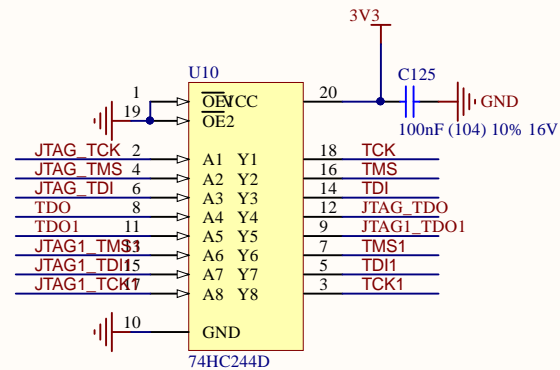 3V3
U10
C125
1
OE1
VCC
20
GND
19
OE2
100nF (104) 10% 16V
JTAG_TCK 2 A1 Y1 18 TCK
JTAG_TMS 4 A2 Y2 16 TMS
JTAG_TDI 6 A3 Y3 14 TDI
TDO 8 A4 Y4 12 JTAG_TDO
TDO1 11 A5 Y5 9 JTAG1_TDO1
JTAG1_TMS1 13 A6 Y6 7 TMS1
JTAG1_TDI1 15 A7 Y7 5 TDI1
JTAG1_TCK1 17 A8 Y8 3 TCK1
10 GND
74HC244D